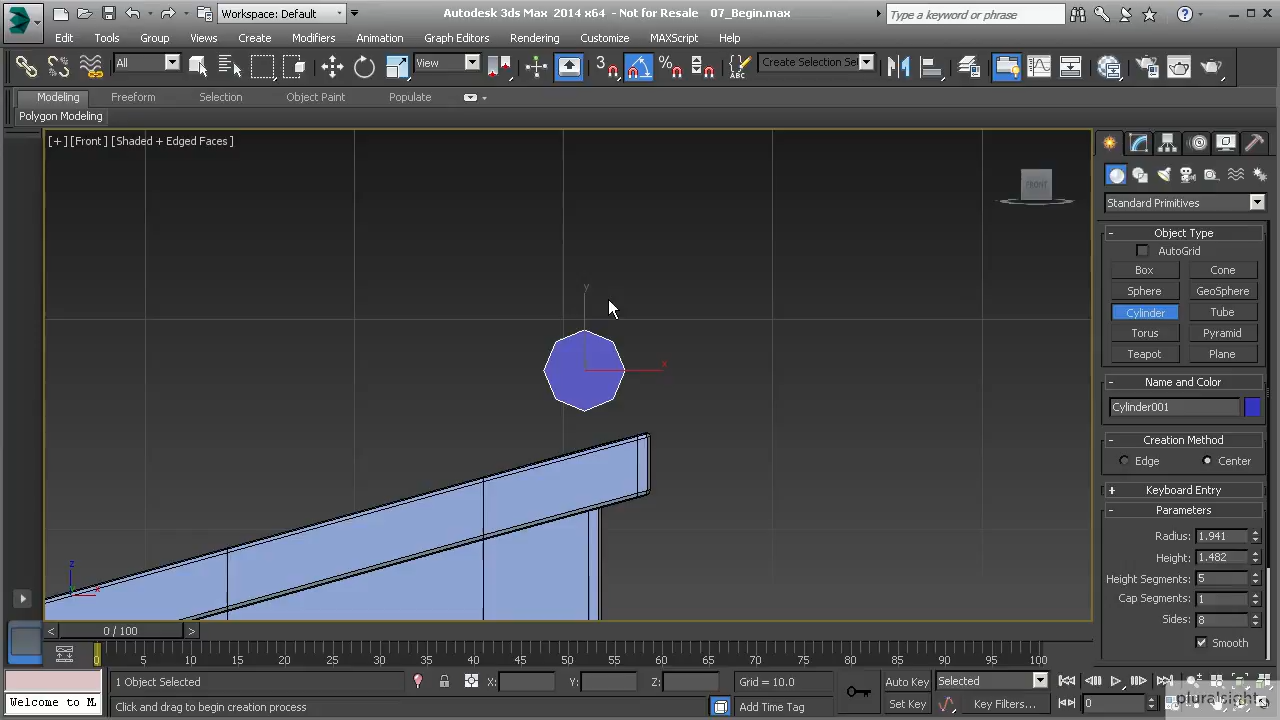 Workspace: Default
Autodesk 3ds Max 2014 x64 - Not for Resale 07_Begin.max
Type a keyword or phrase
Edit Tools Group Views Create Modifiers Animation Graph Editors Rendering Customize MAXScript Help
All View 3 Create Selection Se
Modeling Freeform Selection Object Paint Populate
Polygon Modeling
[+] [Front] [Shaded + Edged Faces ]
FRONT
y
x
z
Standard Primitives
- Object Type
AutoGrid
Box Cone
Sphere GeoSphere
Cylinder Tube
Torus Pyramid
Teapot Plane
- Name and Color
Cylinder001
- Creation Method
Edge Center
+ Keyboard Entry
- Parameters
Radius: 1.941
Height: 1.482
Height Segments: 5
Cap Segments: 1
Sides: 8
Smooth
< 0 / 100 >
0 5 10 15 20 25 30 35 40 45 50 55 60 65 70 75 80 85 90 95 100
1 Object Selected X: Y: Z: Grid = 10.0 Auto Key Selected
Welcome to M Click and drag to begin creation process Add Time Tag Set Key Key Filters... 0
pluralsight